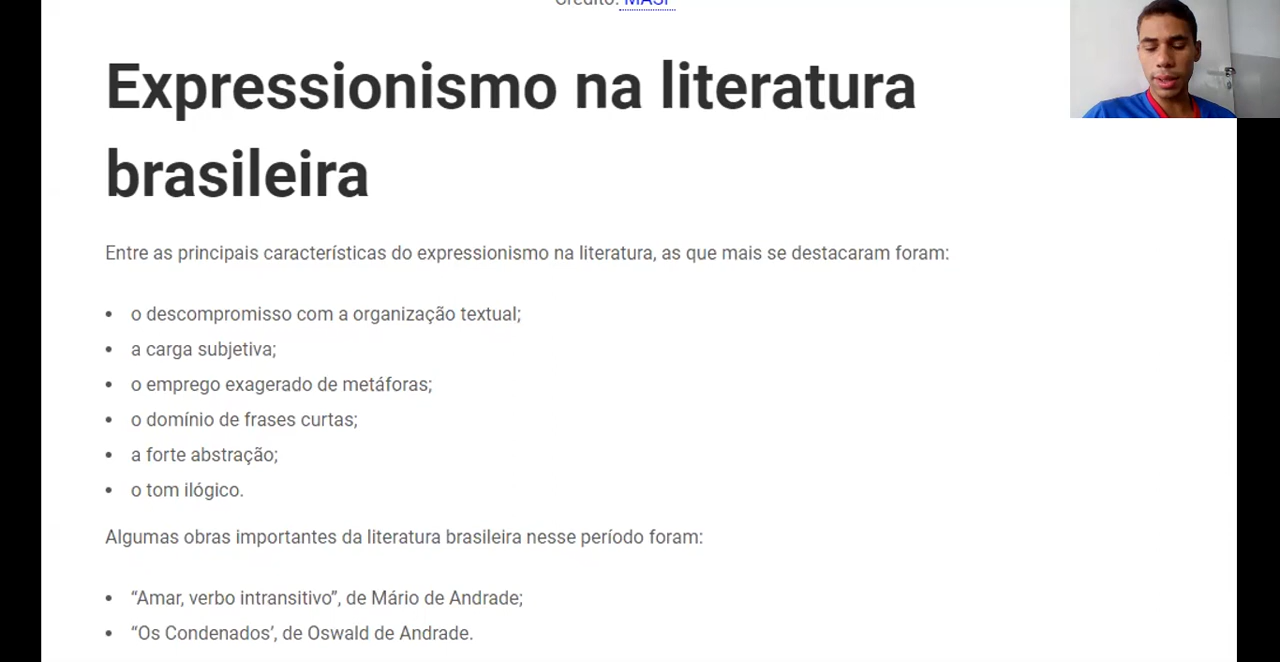 Crédito: MASP
Expressionismo na literatura
brasileira
Entre as principais características do expressionismo na literatura, as que mais se destacaram foram:
• o descompromisso com a organização textual;
• a carga subjetiva;
• o emprego exagerado de metáforas;
• o domínio de frases curtas;
• a forte abstração;
• o tom ilógico.
Algumas obras importantes da literatura brasileira nesse período foram:
• “Amar, verbo intransitivo”, de Mário de Andrade;
• “Os Condenados’, de Oswald de Andrade.